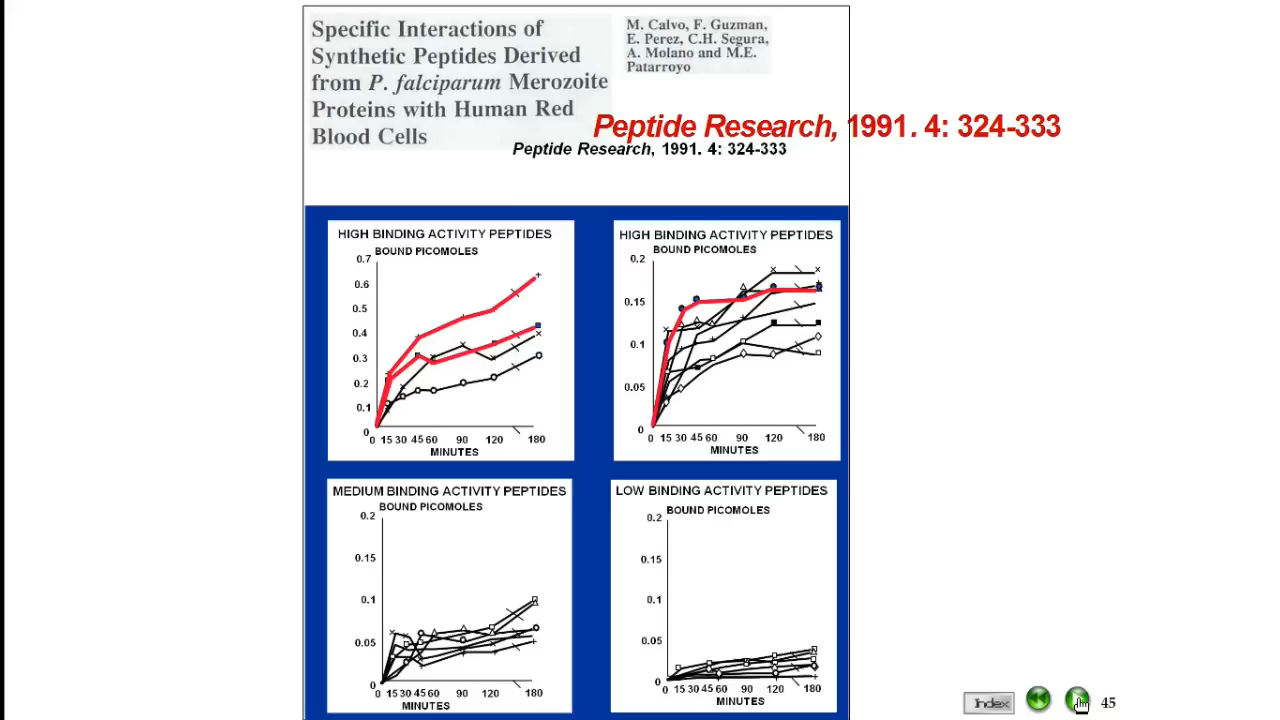 Specific Interactions of
Synthetic Peptides Derived
from P. falciparum Merozoite
Proteins with Human Red
Blood Cells
M. Calvo, F. Guzman,
E. Perez, C.H. Segura,
A. Molano and M.E.
Patarroyo
Peptide Research, 1991. 4: 324-333
Peptide Research, 1991. 4: 324-333
HIGH BINDING ACTIVITY PEPTIDES
BOUND PICOMOLES
0.7
0.6
0.5
0.4
0.3
0.2
0.1
0
0 15 30 45 60 90 120 180
MINUTES
HIGH BINDING ACTIVITY PEPTIDES
BOUND PICOMOLES
0.2
0.15
0.1
0.05
0
0 15 30 45 60 90 120 180
MINUTES
MEDIUM BINDING ACTIVITY PEPTIDES
BOUND PICOMOLES
0.2
0.15
0.1
0.05
0
0 15 30 45 60 90 120 180
MINUTES
LOW BINDING ACTIVITY PEPTIDES
BOUND PICOMOLES
0.2
0.15
0.1
0.05
0
0 15 30 45 60 90 120 180
MINUTES
Index
45